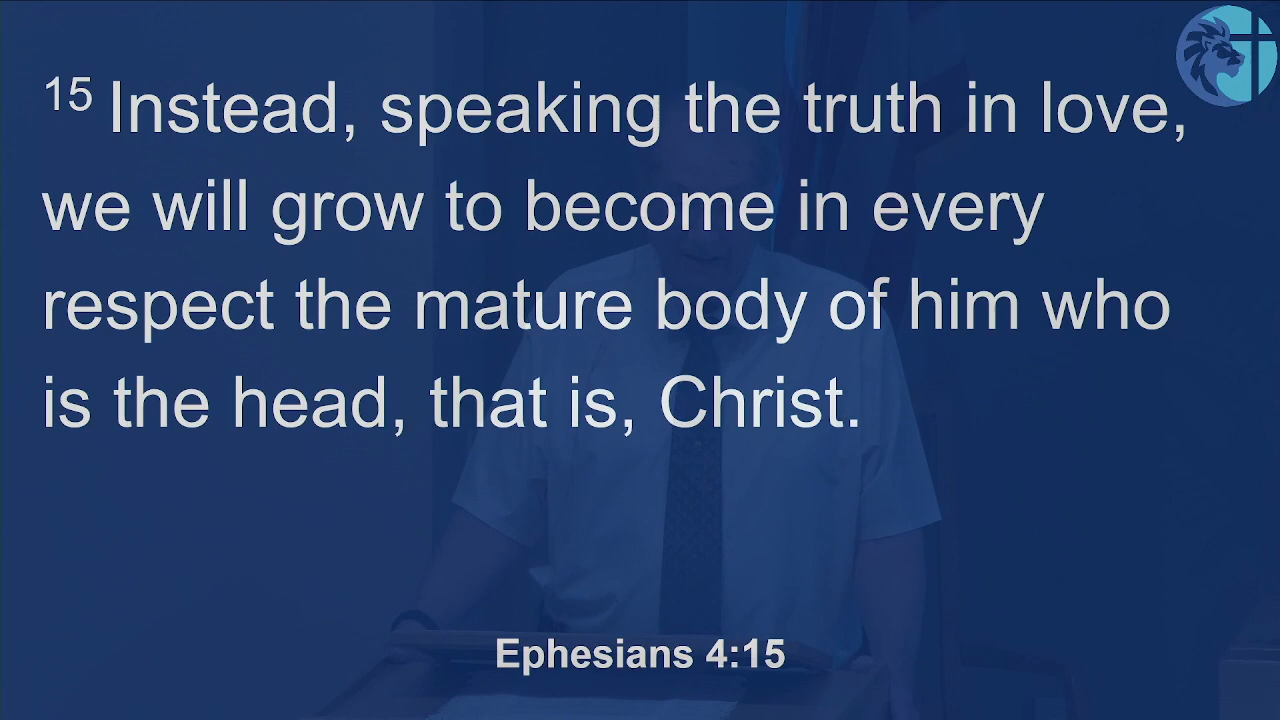 15 Instead, speaking the truth in love,
we will grow to become in every
respect the mature body of him who
is the head, that is, Christ.
Ephesians 4:15